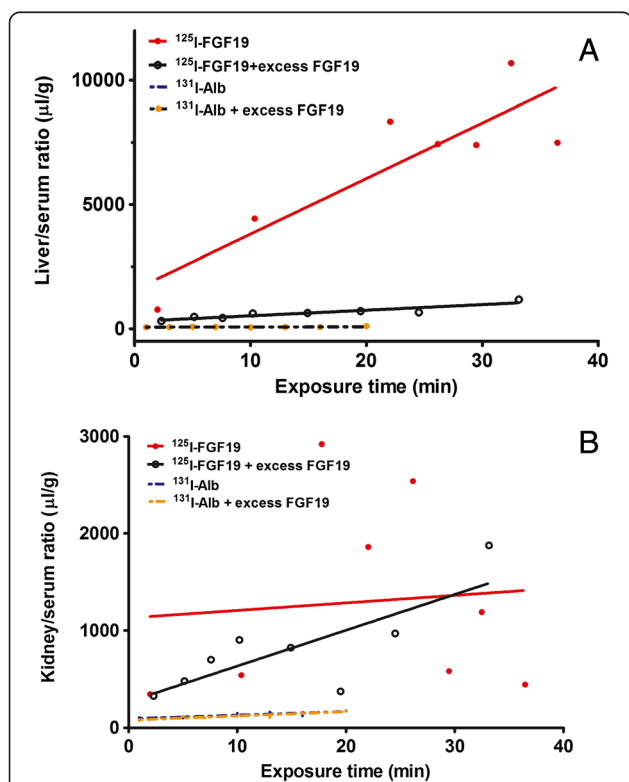 A
¹²⁵I-FGF19
¹²⁵I-FGF19+excess FGF19
¹³¹I-Alb
¹³¹I-Alb + excess FGF19
Liver/serum ratio (µl/g)
10000
5000
0
0 10 20 30 40
Exposure time (min)
B
¹²⁵I-FGF19
¹²⁵I-FGF19 + excess FGF19
¹³¹I-Alb
¹³¹I-Alb + excess FGF19
Kidney/serum ratio (µl/g)
3000
2000
1000
0
0 10 20 30 40
Exposure time (min)